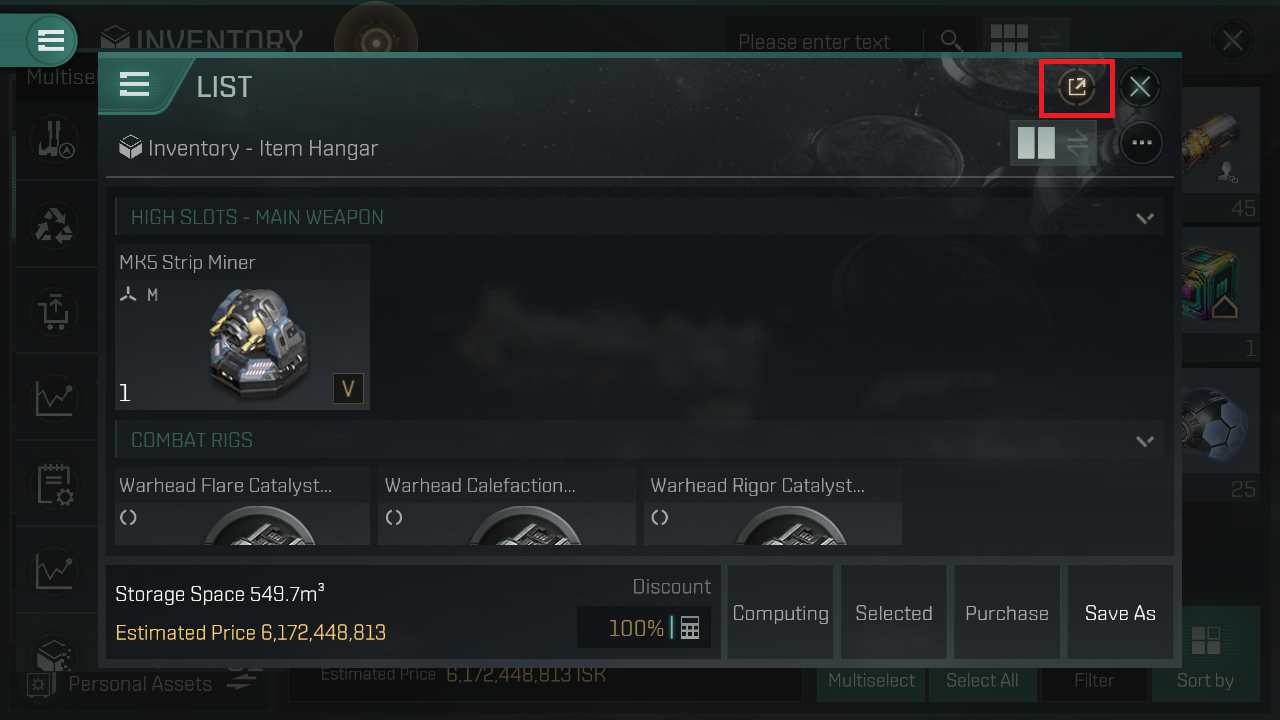 INVENTORY
Please enter text
Multise
LIST
Inventory - Item Hangar
45
HIGH SLOTS - MAIN WEAPON
MK5 Strip Miner
M
1
V
1
COMBAT RIGS
Warhead Flare Catalyst...
Warhead Calefaction...
Warhead Rigor Catalyst...
25
Storage Space 549.7m³
Discount
Estimated Price 6,172,448,813
100%
Computing
Selected
Purchase
Save As
Personal Assets
Estimated Price 6,172,448,813 ISK
Multiselect
Select All
Filter
Sort by